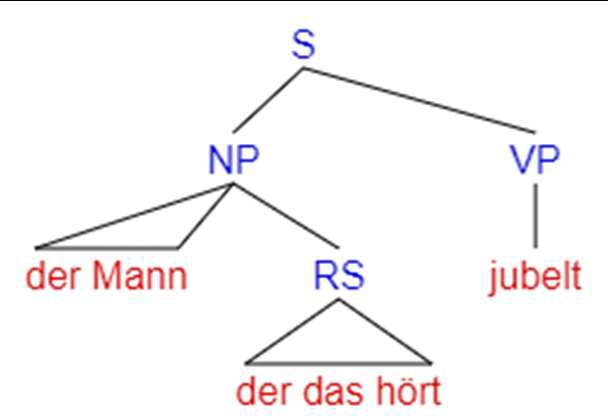 S
NP VP
der Mann RS jubelt
der das hört